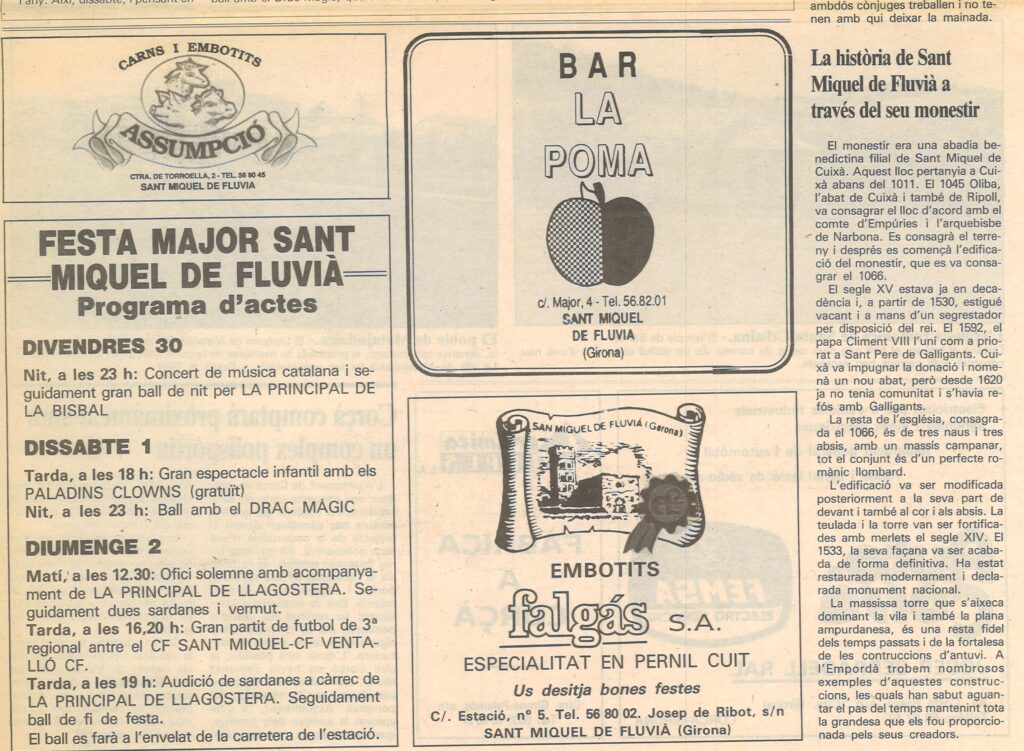 l'any. Així, dissabte, i pensant en
Ball amb el Drac Màgic, que
CARNS I EMBOTITS
ASSUMPCIÓ
CTRA. DE TORROELLA, 2 - TEL. 56 80 45
SANT MIQUEL DE FLUVIA
FESTA MAJOR SANT
MIQUEL DE FLUVIÀ
Programa d'actes
DIVENDRES 30
Nit, a les 23 h: Concert de música catalana i se-
guidament gran ball de nit per LA PRINCIPAL DE
LA BISBAL
DISSABTE 1
Tarda, a les 18 h: Gran espectacle infantil amb els
PALADINS CLOWNS (gratuït)
Nit, a les 23 h: Ball amb el DRAC MÀGIC
DIUMENGE 2
Matí, a les 12.30: Ofici solemne amb acompanya-
ment de LA PRINCIPAL DE LLAGOSTERA. Se-
guidament dues sardanes i vermut.
Tarda, a les 16,20 h: Gran partit de futbol de 3ª
regional entre el CF SANT MIQUEL-CF VENTA-
LLÓ CF.
Tarda, a les 19 h: Audició de sardanes a càrrec de
LA PRINCIPAL DE LLAGOSTERA. Seguidament
ball de fi de festa.
El ball es farà a l'envelat de la carretera de l'estació.
BAR
LA
POMA
c/. Major, 4 - Tel. 56.82.01
SANT MIQUEL
DE FLUVIA
(Girona)
SAN MIGUEL DE FLUVIÁ (Gerona)
EMBOTITS
falgás S.A.
ESPECIALITAT EN PERNIL CUIT
Us desitja bones festes
C/. Estació, nº 5. Tel. 56 80 02. Josep de Ribot, s/n
SANT MIQUEL DE FLUVIÀ (Girona)
ambdós cònjuges treballen i no te-
nen amb qui deixar la mainada.
La història de Sant
Miquel de Fluvià a
través del seu monestir
El monestir era una abadia be-
nedictina filial de Sant Miquel de
Cuixà. Aquest lloc pertanyia a Cui-
xà abans del 1011. El 1045 Oliba,
l'abat de Cuixà i també de Ripoll,
va consagrar el lloc d'acord amb el
comte d'Empúries i l'arquebisbe
de Narbona. Es consagrà el terre-
ny i després es començà l'edifica-
ció del monestir, que es va consa-
grar el 1066.
El segle XV estava ja en deca-
dència i, a partir de 1530, estigué
vacant i a mans d'un segrestador
per disposició del rei. El 1592, el
papa Climent VIII l'uní com a prio-
rat a Sant Pere de Galligants. Cui-
xà va impugnar la donació i nome-
nà un nou abat, però desde 1620
ja no tenia comunitat i s'havia re-
fós amb Galligants.
La resta de l'església, consagra-
da el 1066, és de tres naus i tres
absis, amb un massís campanar,
tot el conjunt és d'un perfecte ro-
mànic llombard.
L'edificació va ser modificada
posteriorment a la seva part de
devant i també al cor i als absis. La
teulada i la torre van ser fortifica-
des amb merlets el segle XIV. El
1533, la seva façana va ser acaba-
da de forma definitiva. Ha estat
restaurada modernament i decla-
rada monument nacional.
La massissa torre que s'aixeca
dominant la vila i també la plana
ampurdanesa, és una resta fidel
dels temps passats i de la fortalesa
de les contruccions d'antuvi. A
l'Empordà trobem nombrosos
exemples d'aquestes construc-
cions, les quals han sabut aguan-
tar el pas del temps mantenint tota
la grandesa que els fou proporcio-
nada pels seus creadors.